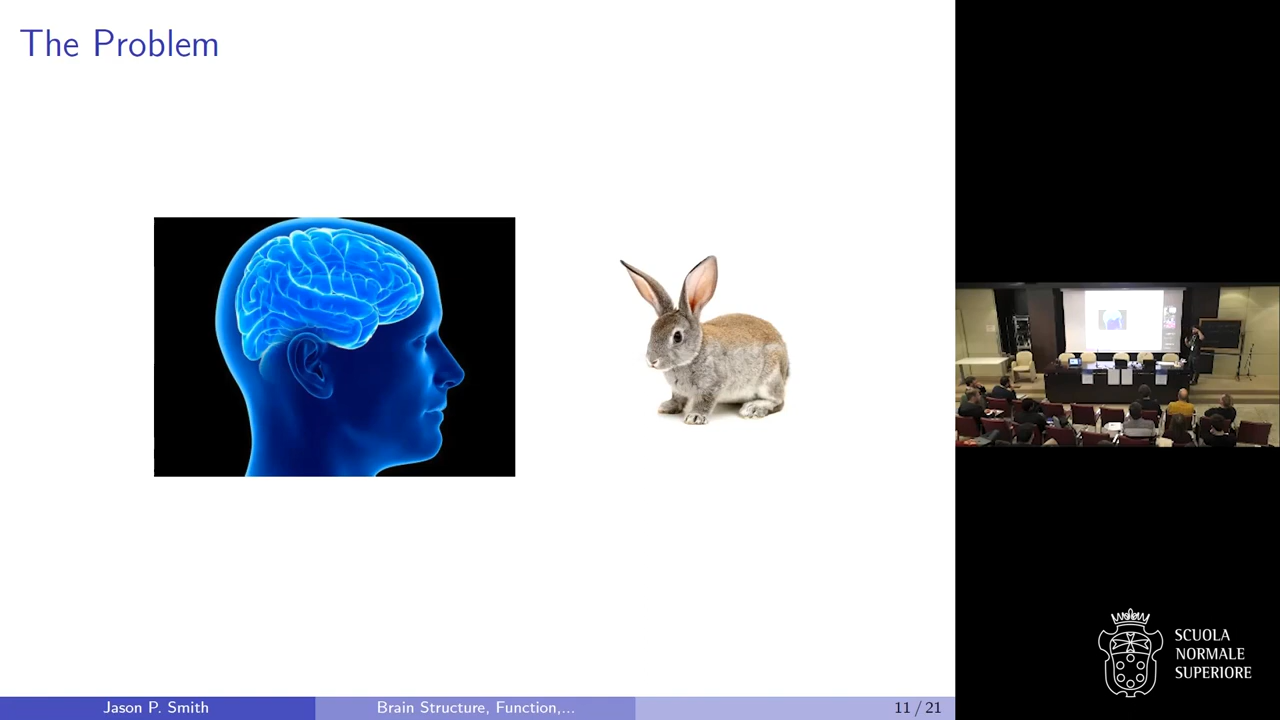 The Problem
Jason P. Smith
Brain Structure, Function,...
11 / 21
SCUOLA
NORMALE
SUPERIORE